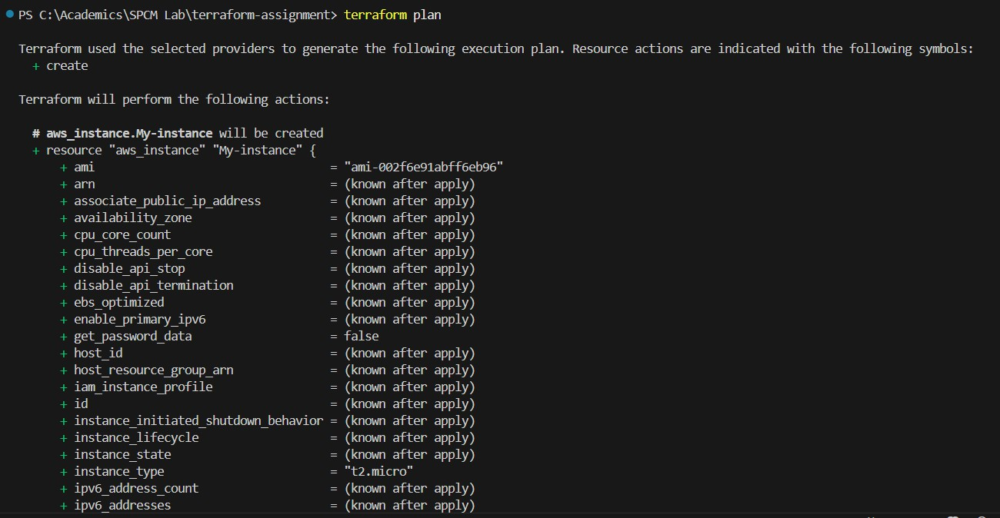 PS C:\Academics\SPCM Lab\terraform-assignment> terraform plan
Terraform used the selected providers to generate the following execution plan. Resource actions are indicated with the following symbols:
+ create
Terraform will perform the following actions:
# aws_instance.My-instance will be created
+ resource "aws_instance" "My-instance" {
+ ami = "ami-002f6e91abff6eb96"
+ arn = (known after apply)
+ associate_public_ip_address = (known after apply)
+ availability_zone = (known after apply)
+ cpu_core_count = (known after apply)
+ cpu_threads_per_core = (known after apply)
+ disable_api_stop = (known after apply)
+ disable_api_termination = (known after apply)
+ ebs_optimized = (known after apply)
+ enable_primary_ipv6 = (known after apply)
+ get_password_data = false
+ host_id = (known after apply)
+ host_resource_group_arn = (known after apply)
+ iam_instance_profile = (known after apply)
+ id = (known after apply)
+ instance_initiated_shutdown_behavior = (known after apply)
+ instance_lifecycle = (known after apply)
+ instance_state = (known after apply)
+ instance_type = "t2.micro"
+ ipv6_address_count = (known after apply)
+ ipv6_addresses = (known after apply)